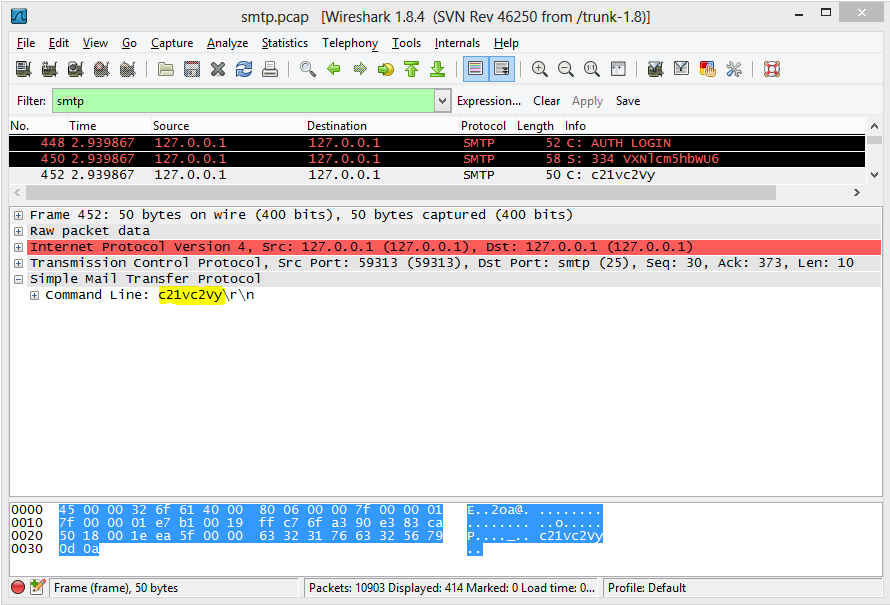 smtp.pcap [Wireshark 1.8.4 (SVN Rev 46250 from /trunk-1.8)]
File Edit View Go Capture Analyze Statistics Telephony Tools Internals Help
Filter: smtp Expression... Clear Apply Save
No. Time Source Destination Protocol Length Info
448 2.939867 127.0.0.1 127.0.0.1 SMTP 52 C: AUTH LOGIN
450 2.939867 127.0.0.1 127.0.0.1 SMTP 58 S: 334 VXNlcm5hbWU6
452 2.939867 127.0.0.1 127.0.0.1 SMTP 50 C: c21vc2Vy
Frame 452: 50 bytes on wire (400 bits), 50 bytes captured (400 bits)
Raw packet data
Internet Protocol Version 4, Src: 127.0.0.1 (127.0.0.1), Dst: 127.0.0.1 (127.0.0.1)
Transmission Control Protocol, Src Port: 59313 (59313), Dst Port: smtp (25), Seq: 30, Ack: 373, Len: 10
Simple Mail Transfer Protocol
Command Line: c21vc2Vy\r\n
0000 45 00 00 32 6f 61 40 00 80 06 00 00 7f 00 00 01 E..2oa@. ........
0010 7f 00 00 01 e7 b1 00 19 ff c7 6f a3 90 e3 83 ca ........ ..o.....
0020 50 18 00 1e ea 5f 00 00 63 32 31 76 63 32 56 79 P...._.. c21vc2Vy
0030 0d 0a ..
Frame (frame), 50 bytes Packets: 10903 Displayed: 414 Marked: 0 Load time: 0... Profile: Default